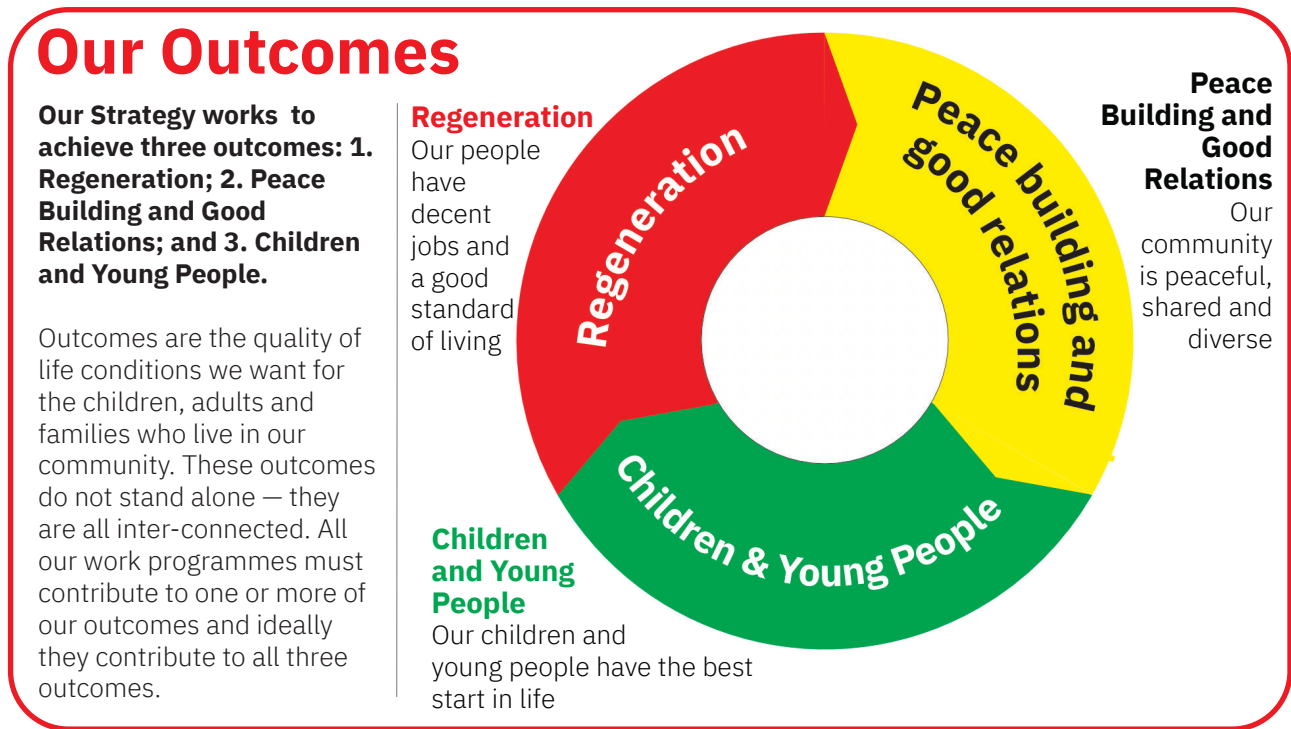 Our Outcomes
Our Strategy works to
achieve three outcomes: 1.
Regeneration; 2. Peace
Building and Good
Relations; and 3. Children
and Young People.
Outcomes are the quality of
life conditions we want for
the children, adults and
families who live in our
community. These outcomes
do not stand alone — they
are all inter-connected. All
our work programmes must
contribute to one or more of
our outcomes and ideally
they contribute to all three
outcomes.
Regeneration
Our people
have
decent
jobs and
a good
standard
of living
Regeneration
Peace building and
good relations
Children & Young People
Peace
Building and
Good
Relations
Our
community
is peaceful,
shared and
diverse
Children
and Young
People
Our children and
young people have the best
start in life